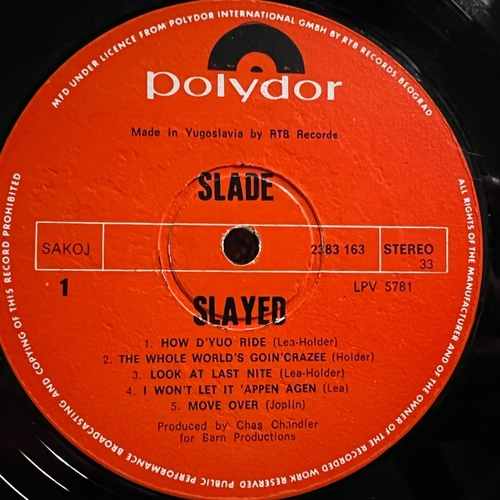 MFD UNDER LICENCE FROM POLYDOR INTERNATIONAL GMBH BY RTB RECORDS, BEOGRAD
polydor
Made in Yugoslavia by RTB Records
SLADE
SAKOJ
2383 163
STEREO
33
1
LPV 5781
SLAYED
1. HOW D'YUO RIDE (Lea-Holder)
2. THE WHOLE WORLD'S GOIN'CRAZEE (Holder)
3. LOOK AT LAST NITE (Lea-Holder)
4. I WON'T LET IT 'APPEN AGEN (Lea)
5. MOVE OVER (Joplin)
Produced by Chas Chandler
for Barn Productions
ALL RIGHTS OF THE MANUFACTURER AND OF THE OWNER OF THE RECORDED WORK RESERVED PUBLIC PERFORMANCE BROADCASTING AND COPYING OF THIS RECORD PROHIBITED